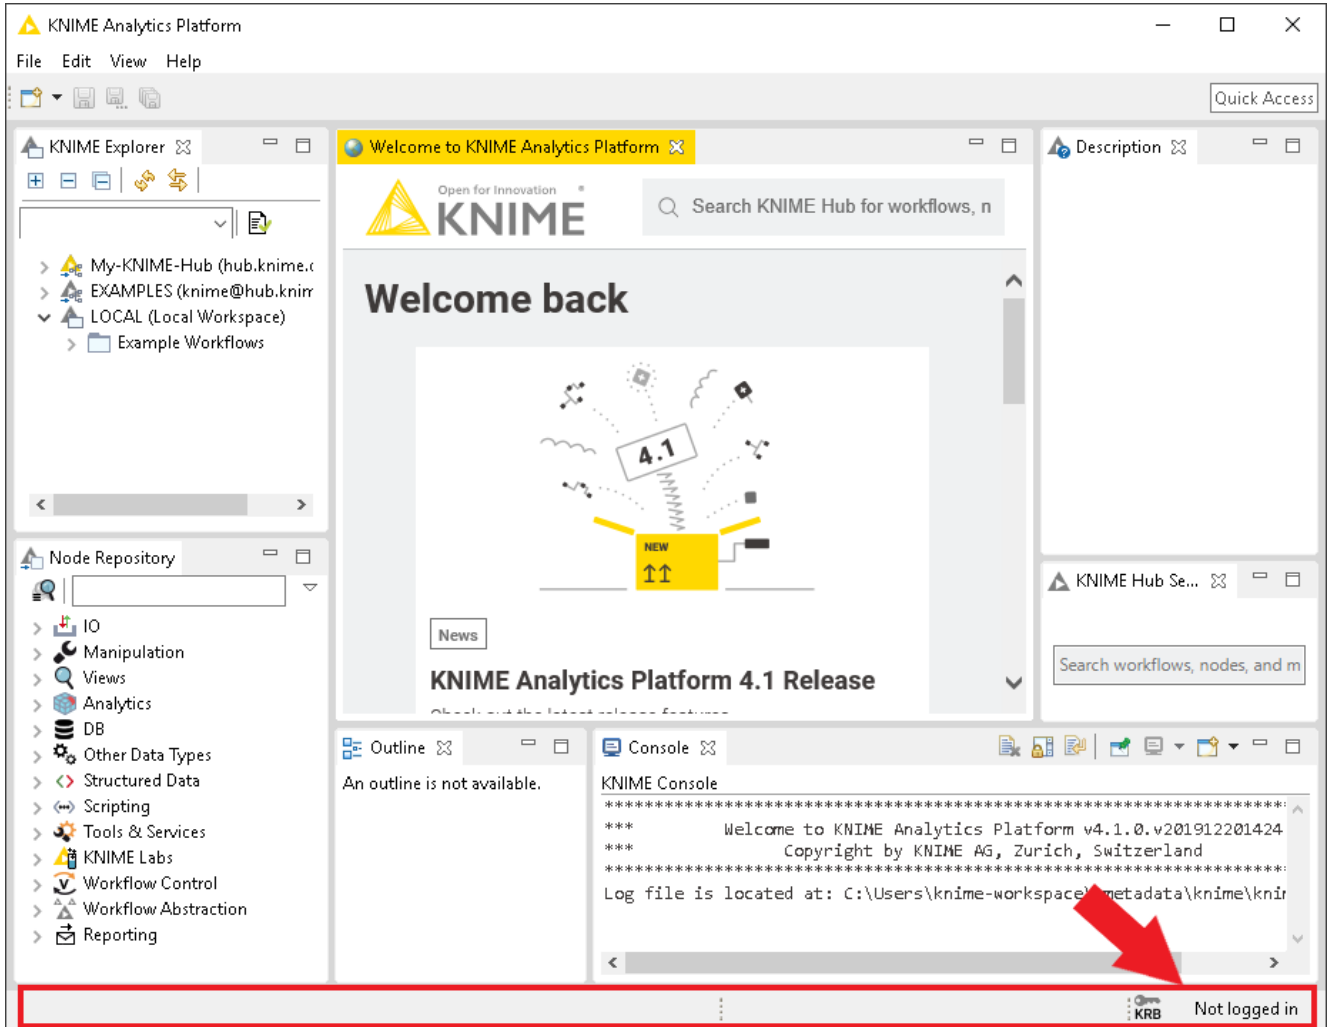 KNIME Analytics Platform
File Edit View Help
Quick Access
KNIME Explorer
My-KNIME-Hub (hub.knime.c
EXAMPLES (knime@hub.knim
LOCAL (Local Workspace)
Example Workflows
Node Repository
IO
Manipulation
Views
Analytics
DB
Other Data Types
Structured Data
Scripting
Tools & Services
KNIME Labs
Workflow Control
Workflow Abstraction
Reporting
Welcome to KNIME Analytics Platform
Open for Innovation
KNIME
Search KNIME Hub for workflows, n
Welcome back
4.1
NEW
News
KNIME Analytics Platform 4.1 Release
Check out the latest release features
Outline
An outline is not available.
Console
KNIME Console
***********************************************************************
*** Welcome to KNIME Analytics Platform v4.1.0.v201912201424
*** Copyright by KNIME AG, Zurich, Switzerland
***********************************************************************
Log file is located at: C:\Users\knime-workspace\.metadata\knime\knim
Description
KNIME Hub Se...
Search workflows, nodes, and m
KRB Not logged in